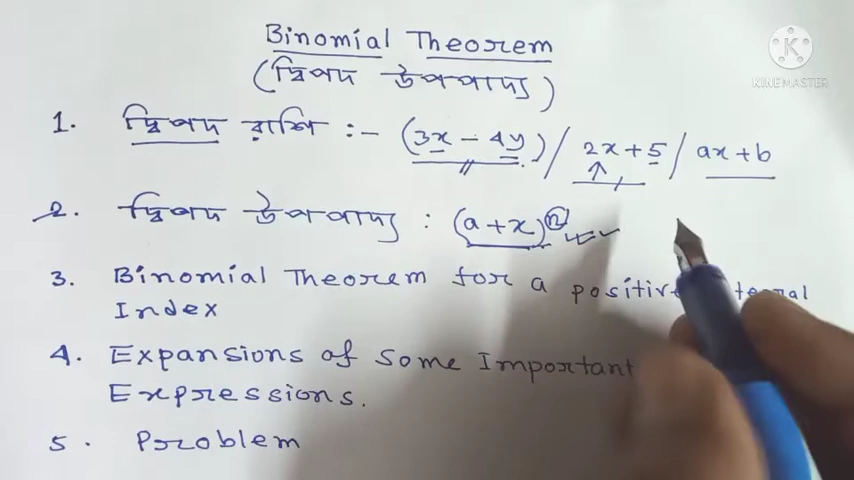 Binomial Theorem
(দ্বিপদ উপপাদ্য)
KINEMASTER
1. দ্বিপদ রাশি :- (3x - 4y) / 2x + 5 / ax + b
2. দ্বিপদ উপপাদ্য : (a + x)ⁿ
3. Binomial Theorem for a positive
Index
4. Expansions of Some Important
Expressions.
5. Problem